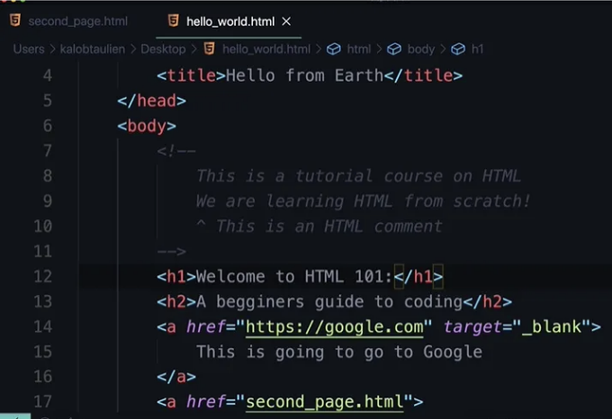 second_page.html hello_world.html ×
Users > kalobtaulien > Desktop > hello_world.html > html > body > h1
4 <title>Hello from Earth</title>
5 </head>
6 <body>
7 <!--
8 This is a tutorial course on HTML
9 We are learning HTML from scratch!
10 ^ This is an HTML comment
11 -->
12 <h1>Welcome to HTML 101:</h1>
13 <h2>A begginers guide to coding</h2>
14 <a href="https://google.com" target="_blank">
15 This is going to go to Google
16 </a>
17 <a href="second_page.html">